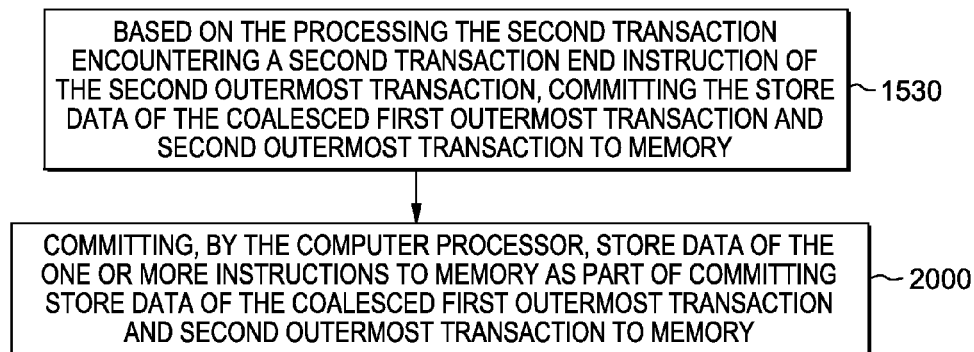 BASED ON THE PROCESSING THE SECOND TRANSACTION
ENCOUNTERING A SECOND TRANSACTION END INSTRUCTION OF
THE SECOND OUTERMOST TRANSACTION, COMMITTING THE STORE
DATA OF THE COALESCED FIRST OUTERMOST TRANSACTION AND
SECOND OUTERMOST TRANSACTION TO MEMORY
1530
COMMITTING, BY THE COMPUTER PROCESSOR, STORE DATA OF THE
ONE OR MORE INSTRUCTIONS TO MEMORY AS PART OF COMMITTING
STORE DATA OF THE COALESCED FIRST OUTERMOST TRANSACTION
AND SECOND OUTERMOST TRANSACTION TO MEMORY
2000